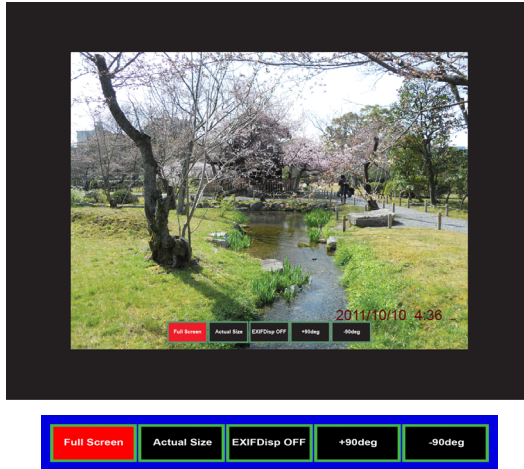 2011/10/10 4:36
Full Screen Actual Size EXIFDisp OFF +90deg -90deg
Full Screen Actual Size EXIFDisp OFF +90deg -90deg